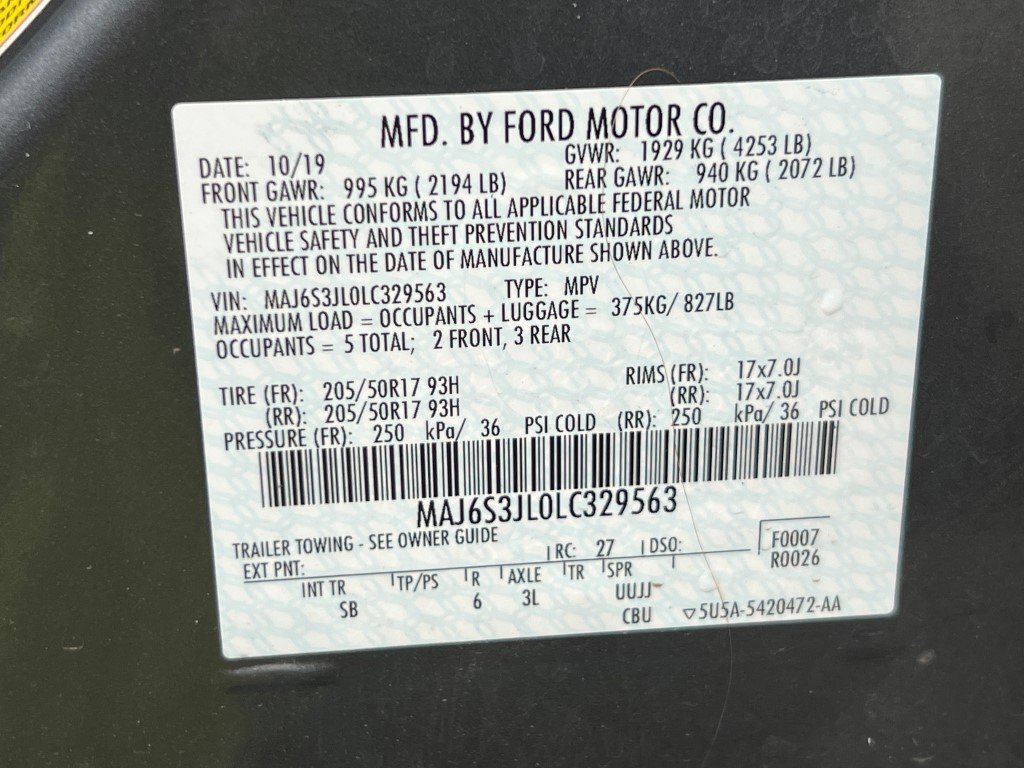 MFD. BY FORD MOTOR CO.
DATE: 10/19 GVWR: 1929 KG ( 4253 LB)
FRONT GAWR: 995 KG ( 2194 LB) REAR GAWR: 940 KG ( 2072 LB)
THIS VEHICLE CONFORMS TO ALL APPLICABLE FEDERAL MOTOR
VEHICLE SAFETY AND THEFT PREVENTION STANDARDS
IN EFFECT ON THE DATE OF MANUFACTURE SHOWN ABOVE.
VIN: MAJ6S3JL0LC329563 TYPE: MPV
MAXIMUM LOAD = OCCUPANTS + LUGGAGE = 375KG/ 827LB
OCCUPANTS = 5 TOTAL; 2 FRONT, 3 REAR
TIRE (FR): 205/50R17 93H RIMS (FR): 17x7.0J
(RR): 205/50R17 93H (RR): 17x7.0J
PRESSURE (FR): 250 kPa/ 36 PSI COLD (RR): 250 kPa/ 36 PSI COLD
MAJ6S3JL0LC329563
TRAILER TOWING - SEE OWNER GUIDE
EXT PNT: RC: 27 DSO: F0007
R0026
INT TR TP/PS R AXLE TR SPR
SB 6 3L UUJJ
CBU ▽5U5A-5420472-AA